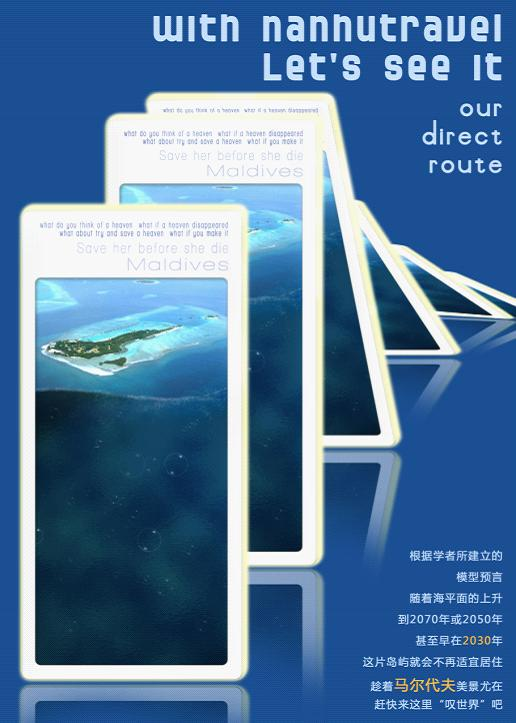 with nanhutravel
Let's see it
our
direct
route
what do you think of a heaven what if a heaven disappeared
what do you think of a heaven what if a heaven disappeared
what about try and save a heaven what if you make it
Save her before she die
Maldives
what do you think of a heaven what if a heaven disappeared
what about try and save a heaven what if you make it
Save her before she die
Maldives
根据学者所建立的
模型预言
随着海平面的上升
到2070年或2050年
甚至早在2030年
这片岛屿就会不再适宜居住
趁着马尔代夫美景尤在
赶快来这里“叹世界”吧